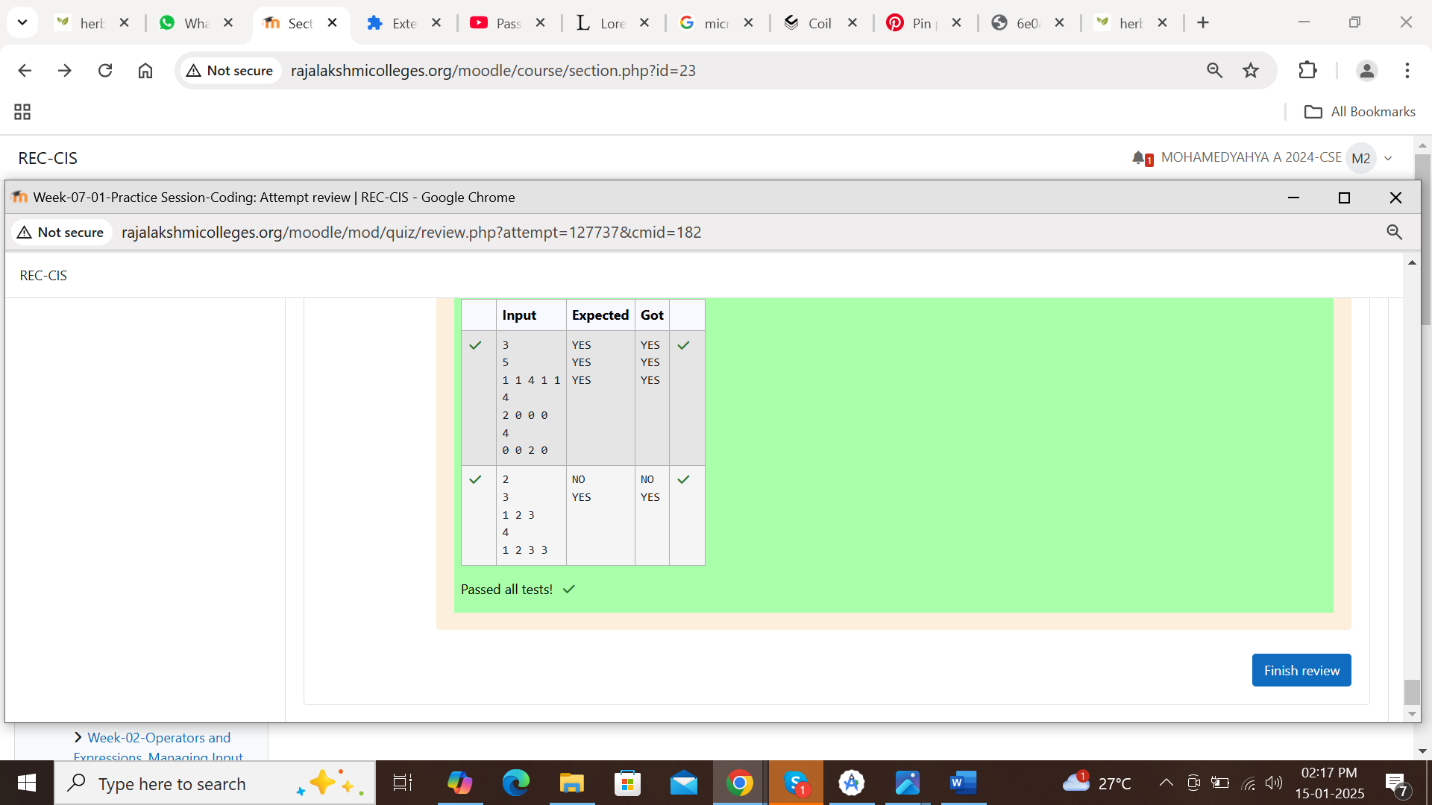 herb
Wha
Sect
Exte
Pass
Lore
micr
Coil
Pin
6e0
herb
Not secure
rajalakshmicolleges.org/moodle/course/section.php?id=23
All Bookmarks
REC-CIS
1
MOHAMEDYAHYA A 2024-CSE
M2
Week-07-01-Practice Session-Coding: Attempt review | REC-CIS - Google Chrome
Not secure
rajalakshmicolleges.org/moodle/mod/quiz/review.php?attempt=127737&cmid=182
REC-CIS
Input Expected Got
3 YES YES
5 YES YES
1 1 4 1 1 YES YES
4
2 0 0 0
4
0 0 2 0
2 NO NO
3 YES YES
1 2 3
4
1 2 3 3
Passed all tests!
Finish review
Week-02-Operators and
Expressions, Managing Input
Type here to search
1
1
27°C
02:17 PM
15-01-2025
7